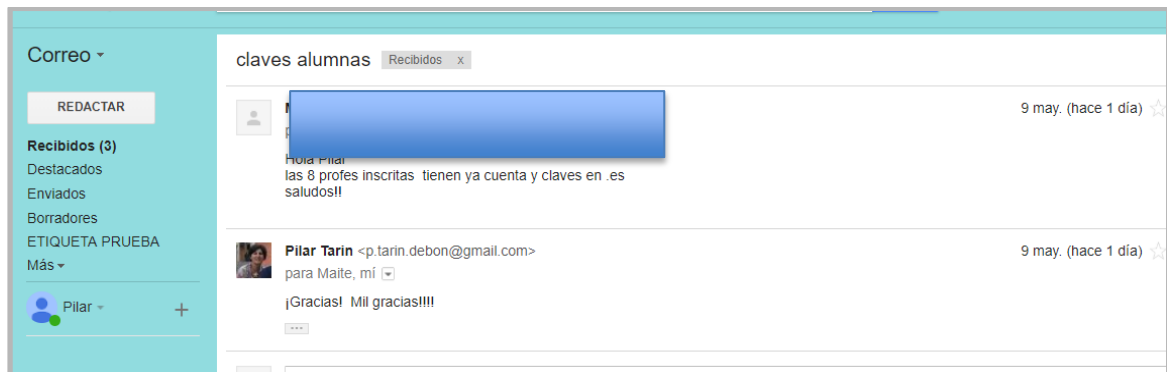 Correo
REDACTAR
Recibidos (3)
Destacados
Enviados
Borradores
ETIQUETA PRUEBA
Más
Pilar
+
claves alumnas Recibidos x
9 may. (hace 1 día)
Hola Pilar
las 8 profes inscritas tienen ya cuenta y claves en .es
saludos!!
Pilar Tarin <p.tarin.debon@gmail.com> 9 may. (hace 1 día)
para Maite, mí
¡Gracias! Mil gracias!!!!
...